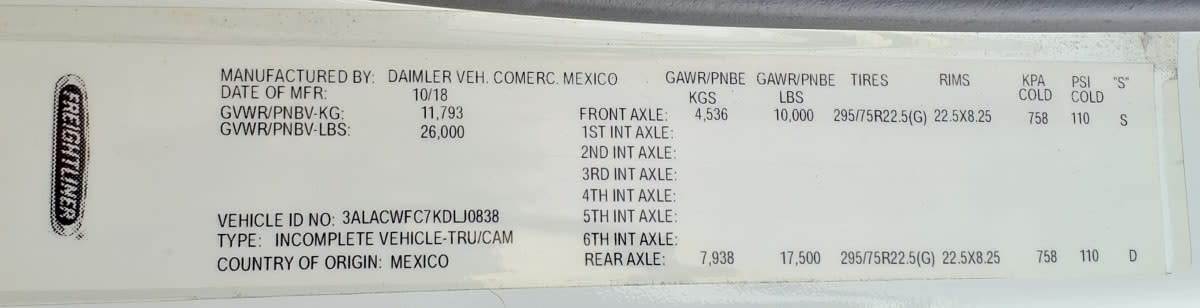 FREIGHTLINER
MANUFACTURED BY: DAIMLER VEH. COMERC. MEXICO GAWR/PNBE GAWR/PNBE TIRES RIMS KPA PSI "S"
DATE OF MFR: 10/18 KGS LBS COLD COLD
GVWR/PNBV-KG: 11,793 FRONT AXLE: 4,536 10,000 295/75R22.5(G) 22.5X8.25 758 110 S
GVWR/PNBV-LBS: 26,000 1ST INT AXLE:
2ND INT AXLE:
3RD INT AXLE:
4TH INT AXLE:
VEHICLE ID NO: 3ALACWFC7KDLJ0838 5TH INT AXLE:
TYPE: INCOMPLETE VEHICLE-TRU/CAM 6TH INT AXLE:
COUNTRY OF ORIGIN: MEXICO REAR AXLE: 7,938 17,500 295/75R22.5(G) 22.5X8.25 758 110 D